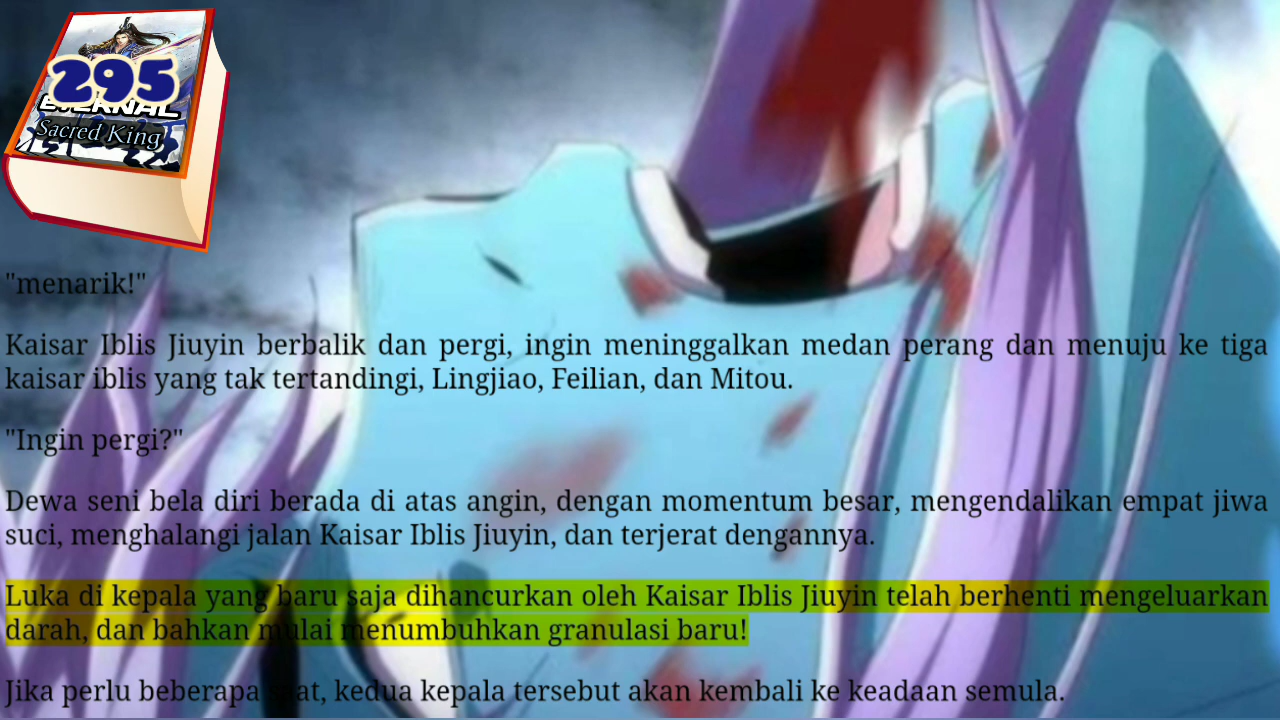 295
ETERNAL
Sacred King
"menarik!"
Kaisar Iblis Jiuyin berbalik dan pergi, ingin meninggalkan medan perang dan menuju ke tiga
kaisar iblis yang tak tertandingi, Lingjiao, Feilian, dan Mitou.
"Ingin pergi?"
Dewa seni bela diri berada di atas angin, dengan momentum besar, mengendalikan empat jiwa
suci, menghalangi jalan Kaisar Iblis Jiuyin, dan terjerat dengannya.
Luka di kepala yang baru saja dihancurkan oleh Kaisar Iblis Jiuyin telah berhenti mengeluarkan
darah, dan bahkan mulai menumbuhkan granulasi baru!
Jika perlu beberapa saat, kedua kepala tersebut akan kembali ke keadaan semula.